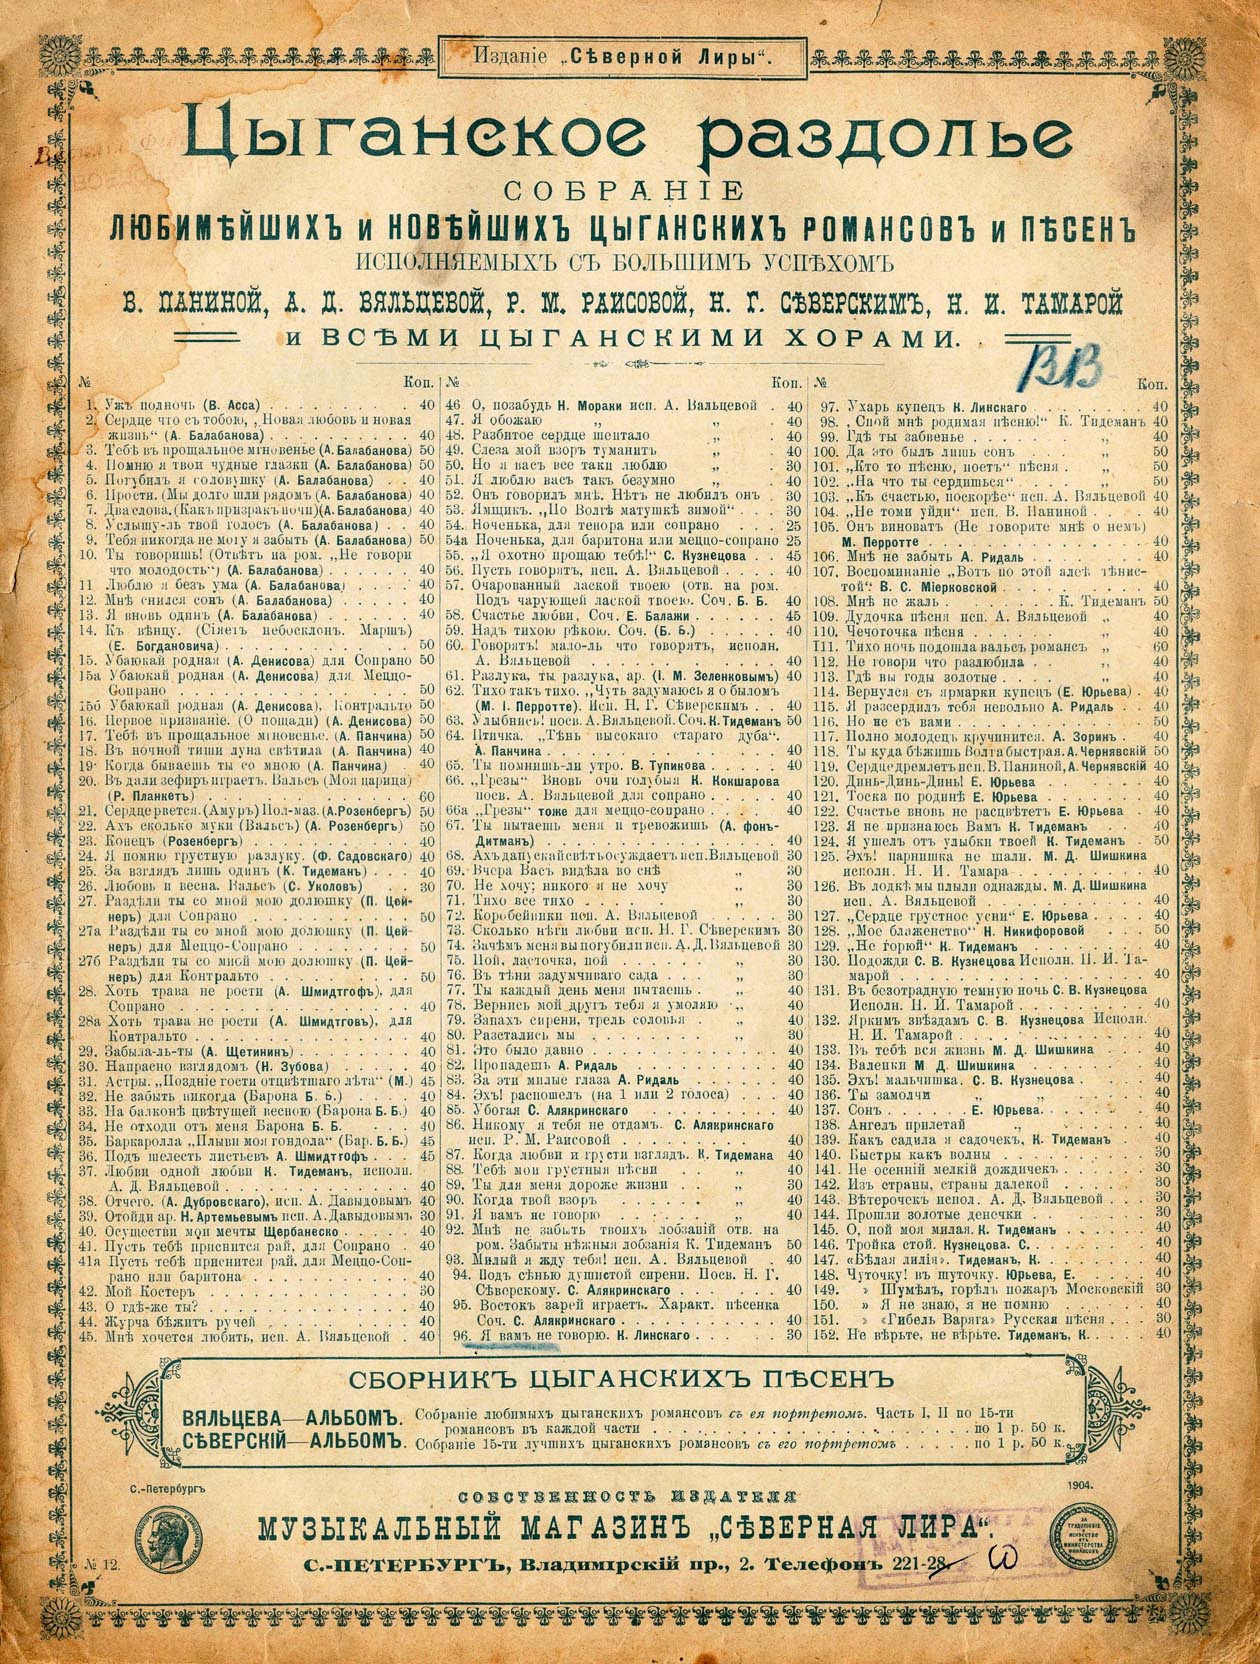 Изданіе „Сѣверной Лиры“.
Цыганское раздолье
СОБРАНІЕ
ЛЮБИМѢЙШИХЪ и НОВѢЙШИХЪ ЦЫГАНСКИХЪ РОМАНСОВЪ и ПѢСЕНЪ
ИСПОЛНЯЕМЫХЪ СЪ БОЛЬШИМЪ УСПѢХОМЪ
В. ПАНИНОЙ, А. Д. ВЯЛЬЦЕВОЙ, Р. М. РАИСОВОЙ, Н. Г. СѢВЕРСКИМЪ, Н. И. ТАМАРОЙ
и ВСѢМИ ЦЫГАНСКИМИ ХОРАМИ.
ВВ
№ Коп.
1. Ужъ полночь (В. Асса) 40
2. Сердце что съ тобою, „Новая любовь и новая
жизнь“ (А. Балабанова) 40
3. Тебѣ въ прощальное мгновенье (А. Балабанова) 50
4. Помню я твои чудные глазки (А. Балабанова) 50
5. Погубилъ я головушку (А. Балабанова) 40
6. Прости. (Мы долго шли рядомъ (А. Балабанова) 40
7. Два слова. (Какъ призракъ ночи) (А. Балабанова) 40
8. Услышу-ль твой голосъ (А. Балабанова) 40
9. Тебя никогда не могу я забыть (А. Балабанова) 50
10. Ты говоришь! (Отвѣтъ на ром. „Не говори
что молодость“) (А. Балабанова) 40
11 Люблю я безъ ума (А. Балабанова) 40
12. Мнѣ снился сонъ (А. Балабанова) 40
13. Я вновь одинъ (А. Балабанова) 40
14. Къ вѣнцу. (Сіяетъ небосклонъ. Маршъ)
(Е. Богдановича) 50
15. Убаюкай родная (А. Денисова) для Сопрано 50
15а Убаюкай родная (А. Денисова) для Меццо-
Сопрано 50
15б Убаюкай родная (А. Денисова), Контральто 50
16. Первое признаніе. (О пощади) (А. Денисова) 50
17. Тебѣ въ прощальное мгновенье. (А. Панчина) 50
18. Въ ночной тиши луна свѣтила (А. Панчина) 40
19. Когда бываешь ты со мною (А. Панчина) 40
20. Въ дали зефиръ играетъ. Вальсъ (Моя царица)
(Р. Планкетъ) 60
21. Сердце рвется. (Амуръ) Пол-маз. (А. Розенбергъ) 50
22. Ахъ сколько муки (Вальсъ) (А. Розенбергъ) 50
23. Конецъ (Розенбергъ) 40
24. Я помню грустную разлуку. (Ф. Садовскаго) 40
25. За взглядъ лишь одинъ (К. Тидеманъ) 40
26. Любовь и весна. Вальсъ (С. Уколовъ) 30
27. Раздѣли ты со мной мою долюшку (П. Цей-
неръ) для Сопрано 50
27а Раздѣли ты со мной мою долюшку (П. Цей-
неръ) для Меццо-Сопрано 50
27б Раздѣли ты со мной мою долюшку (П. Цей-
неръ) для Контральто 50
28. Хоть трава не рости (А. Шмидтгофъ), для
Сопрано 40
28а Хоть трава не рости (А. Шмидтговъ), для
Контральто 40
29. Забыла-ль-ты (А. Щетининъ) 40
30. Напрасно взглядомъ (Н. Зубова) 40
31. Астры. „Поздніе гости отцвѣтшаго лѣта“ (М.) 45
32. Не забыть никогда (Барона Б. Б.) 40
33. На балконѣ цвѣтущей весною (Барона Б. Б.) 40
34. Не отходи отъ меня Барона Б. Б. 40
35. Баркаролла „Плыви моя гондола“ (Бар. Б. Б.) 45
36. Подъ шелесть листьевъ А. Шмидтгофъ 45
37. Любви одной любви К. Тидеманъ, исполн.
А. Д. Вяльцевой 40
38. Отчего. (А. Дубровскаго), исп. А. Давыдовымъ 40
39. Отойди ар. Н. Артемьевымъ исп. А. Давыдовымъ 30
40. Осуществи мои мечты Щербанеско 40
41. Пусть тебѣ приснится рай, для Сопрано 40
41а Пусть тебѣ приснится рай, для Меццо-Соп-
рано или баритона 40
42. Мой Костеръ 30
43. О гдѣ-же ты? 40
44. Журча бѣжитъ ручей 40
45. Мнѣ хочется любить, исп. А. Вяльцевой 40
№ Коп.
46. О, позабудь Н. Мораки исп. А. Вальцевой 40
47. Я обожаю „ „ 40
48. Разбитое сердце шептало „ 40
49. Слеза мой взоръ туманитъ „ 40
50. Но я васъ все таки люблю „ 30
51. Я люблю васъ такъ безумно „ 40
52. Онъ говорилъ мнѣ. Нѣтъ не любилъ онъ 30
53. Ямщикъ. „По Волгѣ матушкѣ зимой“ 30
54. Ноченька, для тенора или сопрано 25
54а Ноченька, для баритона или меццо-сопрано 25
55. „Я охотно прощаю тебѣ!“ С. Кузнецова 45
56. Пусть говорятъ, исп. А. Вяльцевой 40
57. Очарованный лаской твоею (отв. на ром.
Подъ чарующей лаской твоею. Соч. Б. Б. 40
58. Счастье любви, Соч. Е. Балажи 45
59. Надъ тихою рѣкою. Соч. (Б. Б.) 40
60. Говорятъ! мало-ль что говорятъ, исполн.
А. Вяльцевой 40
61. Разлука, ты разлука, ар. (І. М. Зеленковымъ) 40
62. Тихо такъ тихо. „Чуть задумаюсь я о быломъ
(М. І. Перротте). Исп. Н. Г. Сѣверскимъ 40
63. Улыбнись! посв. А. Вяльцевой. Соч. К. Тидеманъ 50
64. Птичка. „Тѣнь высокаго стараго дуба“.
А. Панчина 40
65. Ты помнишь-ли утро. В. Тупикова 40
66. „Грезы“ Вновь очи голубыя К. Кокшарова
посв. А. Вяльцевой для сопрано 40
66а „Грезы“ тоже для меццо-сопрано 40
67. Ты пытаешь меня и тревожишь (А. фонъ-
Дитманъ) 40
68. Ахъ да пускай свѣтъ осуждаетъ исп. Вяльцевой 30
69. Вчера Васъ видѣла во снѣ „ 30
70. Не хочу; никого я не хочу „ 30
71. Тихо все тихо „ 30
72. Коробейники исп. А. Вяльцевой 30
73. Сколько нѣги любви исп. Н. Г. Сѣверскимъ 30
74. Зачѣмъ меня вы погубили исп. А. Д. Вяльцевой 30
75. Пой, ласточка, пой „ 30
76. Въ тѣни задумчиваго сада „ 30
77. Ты каждый день меня пытаешь „ 40
78. Вернись мой другъ тебя я умоляю „ 40
79. Запахъ сирени, трель соловья „ 40
80. Разстались мы „ 30
81. Это было давно 40
82. Пропадешь А. Ридаль 40
83. За эти милые глаза А. Ридаль 40
84. Эхъ! распошелъ (на 1 или 2 голоса) 40
85. Убогая С. Алякринскаго 40
86. Никому я тебя не отдамъ. С. Алякринскаго
исп. Р. М. Раисовой 40
87. Когда любви и грусти взглядъ. К. Тидемана 40
88. Тебѣ мои грустныя пѣсни „ 40
89. Ты для меня дороже жизни „ 40
90. Когда твой взоръ „ 40
91. Я вамъ не говорю „ 40
92. Мнѣ не забыть твоихъ лобзаній отв. на
ром. Забыты нѣжныя лобзанія К. Тидеманъ 50
93. Милый я жду тебя! исп. А. Вяльцевой 40
94. Подъ сѣнью душистой сирени. Посв. Н. Г.
Сѣверскому. С. Алякринскаго 40
95. Востокъ зарей играетъ. Характ. пѣсенка
Соч. С. Алякринскаго 40
96. Я вамъ не говорю. К. Линскаго 30
№ Коп.
97. Ухарь купецъ К. Линскаго 40
98. „Спой мнѣ родимая пѣсню!“ К. Тидеманъ 40
99. Гдѣ ты забвенье „ 40
100. Да это былъ лишь сонъ „ 50
101. „Кто то пѣсню, поетъ“ пѣсня „ 50
102. „На что ты сердишься“ „ 50
103. „Къ счастью, поскорѣе“ исп. А. Вяльцевой 40
104. „Не томи уйди“ исп. В. Паниной 40
105. Онъ виноватъ (Не говорите мнѣ о немъ)
М. Перротте 40
106. Мнѣ не забыть А. Ридаль 40
107. Воспоминаніе „Вотъ по этой алеѣ тѣнис-
той“. В. С. Міерковской 40
108. Мнѣ не жаль К. Тидеманъ 50
109. Дудочка пѣсня исп. А. Вяльцевой „ 40
110. Чечоточка пѣсня „ 40
111. Тихо ночь подошла вальсъ романсъ „ 60
112. Не говори что разлюбила „ 40
113. Гдѣ вы годы золотые „ 40
114. Вернулся съ ярмарки купецъ (Е. Юрьева) 40
115. Я разсердилъ тебя невольно А. Ридаль 40
116. Но не съ вами 50
117. Полно молодецъ кручинится. А. Зоринъ 40
118. Ты куда бѣжишь Волга быстрая. А. Чернявскій 50
119. Сердце дремлетъ исп. В. Паниной, А. Чернявскій 40
120. Динь-Динь-Динь! Е. Юрьева 40
121. Тоска по родинѣ Е. Юрьева 40
122. Счастье вновь не расцвѣтетъ Е. Юрьева 40
123. Я не признаюсь Вамъ К. Тидеманъ 40
124. Я ушелъ отъ улыбки твоей К. Тидеманъ 50
125. Эхъ! парнишка не шали. М. Д. Шишкина
исполн. Н. И. Тамара 40
126. Въ лодкѣ мы плыли однажды. М. Д. Шишкина
исп. А. Вяльцевой 40
127. „Сердце грустное усни“ Е. Юрьева 40
128. „Мое блаженство“ Н. Никифоровой 50
129. „Не горюй“ К. Тидеманъ 40
130. Подожди С. В. Кузнецова Исполн. Н. И. Та-
марой 40
131. Въ безотрадную темную ночь С. В. Кузнецова
Исполн. Н. И. Тамарой 40
132. Яркимъ звѣздамъ С. В. Кузнецова Исполн.
Н. И. Тамарой 40
133. Въ тебѣ вся жизнь М. Д. Шишкина 40
134. Валенки М. Д. Шишкина 40
135. Эхъ! мальчишка. С. В. Кузнецова 40
136. Ты замолчи „ „ 40
137. Сонъ Е. Юрьева. 40
138. Ангелъ прилетай „ 40
139. Какъ садила я садочекъ, К. Тидеманъ 40
140. Быстры какъ волны 30
141. Не осенній мелкій дождичекъ 30
142. Изъ страны, страны далекой 30
143. Вѣтерочекъ испол. А. Д. Вяльцевой 30
144. Прошли золотые денечки 30
145. О, пой моя милая. К. Тидеманъ 40
146. Тройка стой. Кузнецова. С. 40
147. «Бѣлая лилія». Тидеманъ, К. 40
148. Чуточку! въ шуточку. Юрьева, Е. 40
149. » Шумѣлъ, горѣлъ пожаръ Московскій 30
150. » Я не знаю, я не помню 40
151. » «Гибель Варяга» Русская пѣсня 30
152. Не вѣрьте, не вѣрьте. Тидеманъ, К. 40
СБОРНИКЪ ЦЫГАНСКИХЪ ПѢСЕНЪ
ВЯЛЬЦЕВА—АЛЬБОМЪ. Собраніе любимыхъ цыганскихъ романсовъ съ ея портретомъ. Часть I, II по 15-ти
романсовъ въ каждой части по 1 р. 50 к.
СѢВЕРСКІЙ—АЛЬБОМЪ. Собраніе 15-ти лучшихъ цыганскихъ романсовъ съ его портретомъ по 1 р. 50 к.
С.-Петербургъ
1904.
СОБСТВЕННОСТЬ ИЗДАТЕЛЯ
МУЗЫКАЛЬНЫЙ МАГАЗИНЪ „СѢВЕРНАЯ ЛИРА“.
С.-ПЕТЕРБУРГЪ, Владимірскій пр., 2. Телефонъ 221-28.
ЗА ТРУДОЛЮБІЕ И ИСКУССТВО ОТЪ МИНИСТЕРСТВА ФИНАНСОВЪ
№ 12.